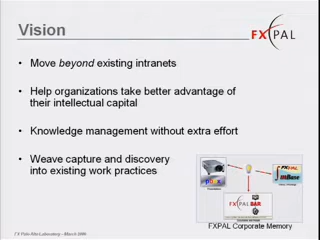 Vision
FXPAL
• Move beyond existing intranets
• Help organizations take better advantage of
their intellectual capital
• Knowledge management without extra effort
• Weave capture and discovery
into existing work practices
FXPAL
mBase
FXPAL BAR
FXPAL Corporate Memory
FX Palo Alto Laboratory - March 2000